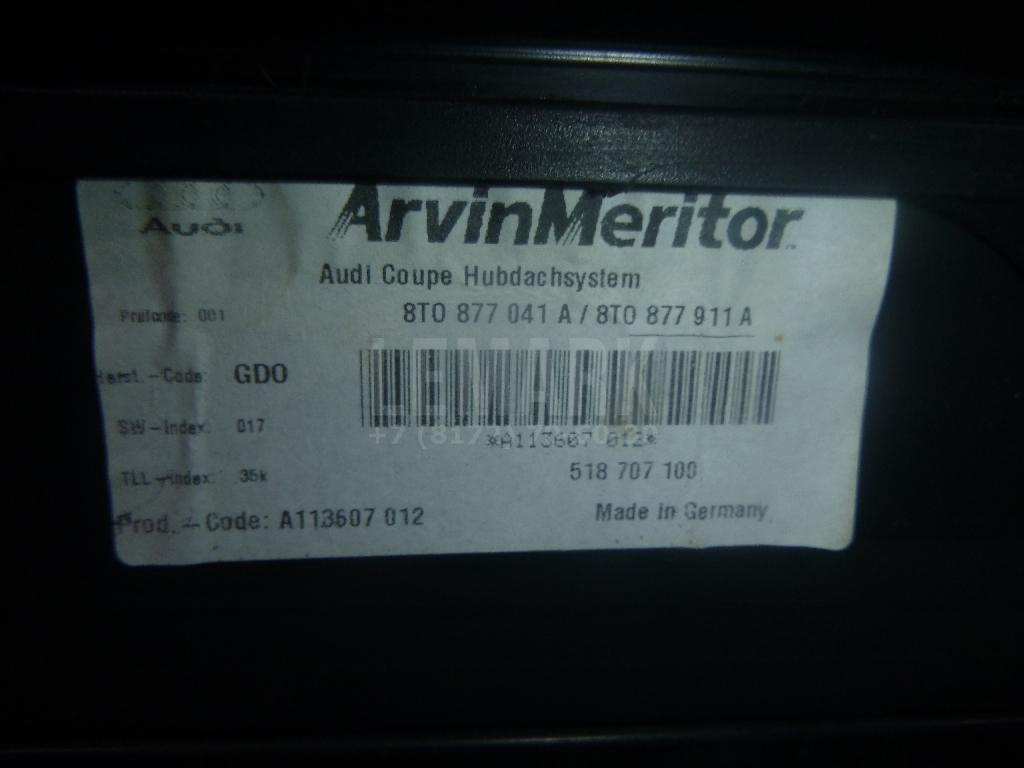 Audi
ArvinMeritor
Audi Coupe Hubdachsystem
8T0 877 041 A / 8T0 877 911 A
Prüfcode: 001
Herst.-Code: GDO
SW-Index: 017
*A113607 012*
TLL-Index: 35k
518 707 100
Prod.-Code: A113607 012
Made in Germany
LEMARK